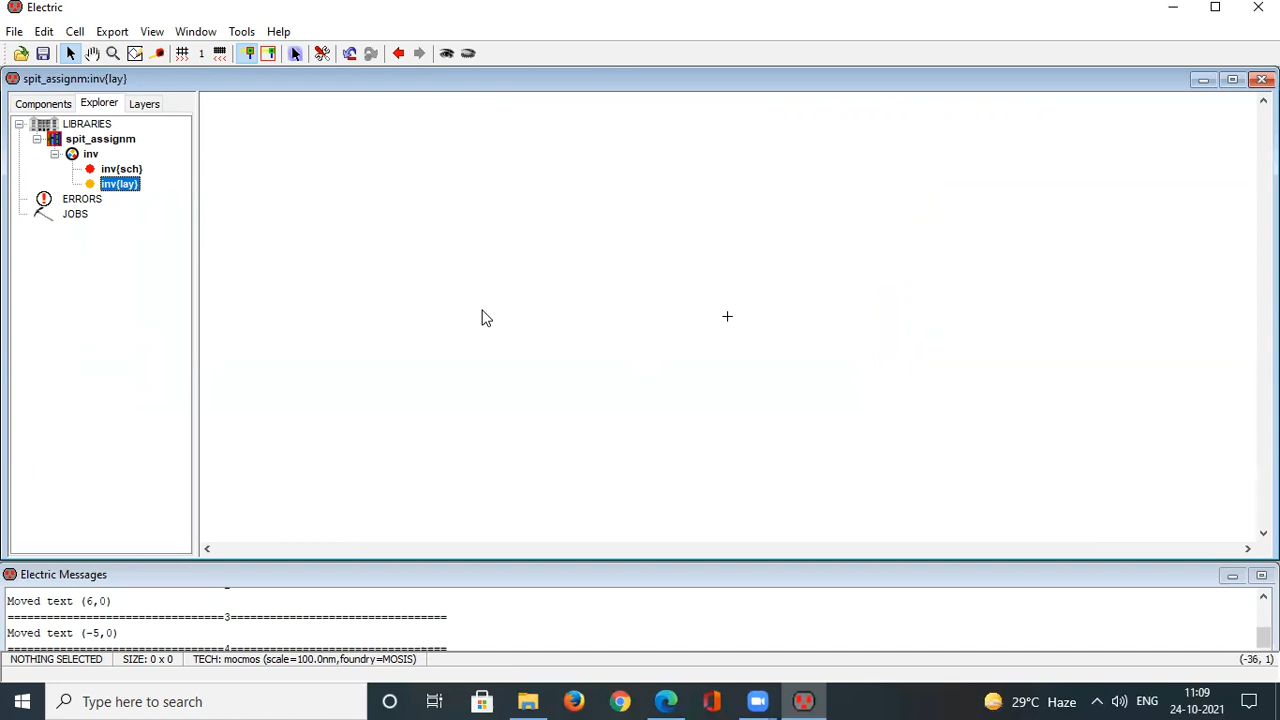 Electric
File Edit Cell Export View Window Tools Help
1
spit_assignm:inv{lay}
Components Explorer Layers
LIBRARIES
spit_assignm
inv
inv{sch}
inv{lay}
ERRORS
JOBS
Electric Messages
Moved text (6,0)
=================================3=================================
Moved text (-5,0)
=================================4=================================
NOTHING SELECTED SIZE: 0 x 0 TECH: mocmos (scale=100.0nm,foundry=MOSIS) (-36, 1)
Type here to search
29°C Haze
ENG
11:09
24-10-2021